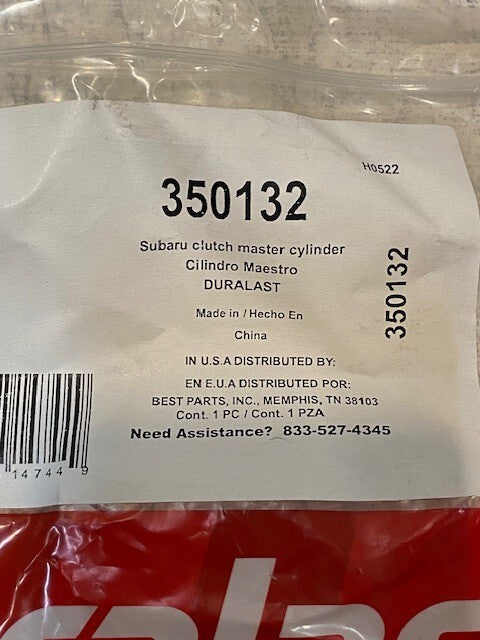 H0522
350132
Subaru clutch master cylinder
Cilindro Maestro
DURALAST
350132
Made in / Hecho En
China
IN U.S.A DISTRIBUTED BY:
EN E.U.A DISTRIBUTED POR:
BEST PARTS, INC., MEMPHIS, TN 38103
Cont. 1 PC / Cont. 1 PZA
Need Assistance? 833-527-4345
14744 9